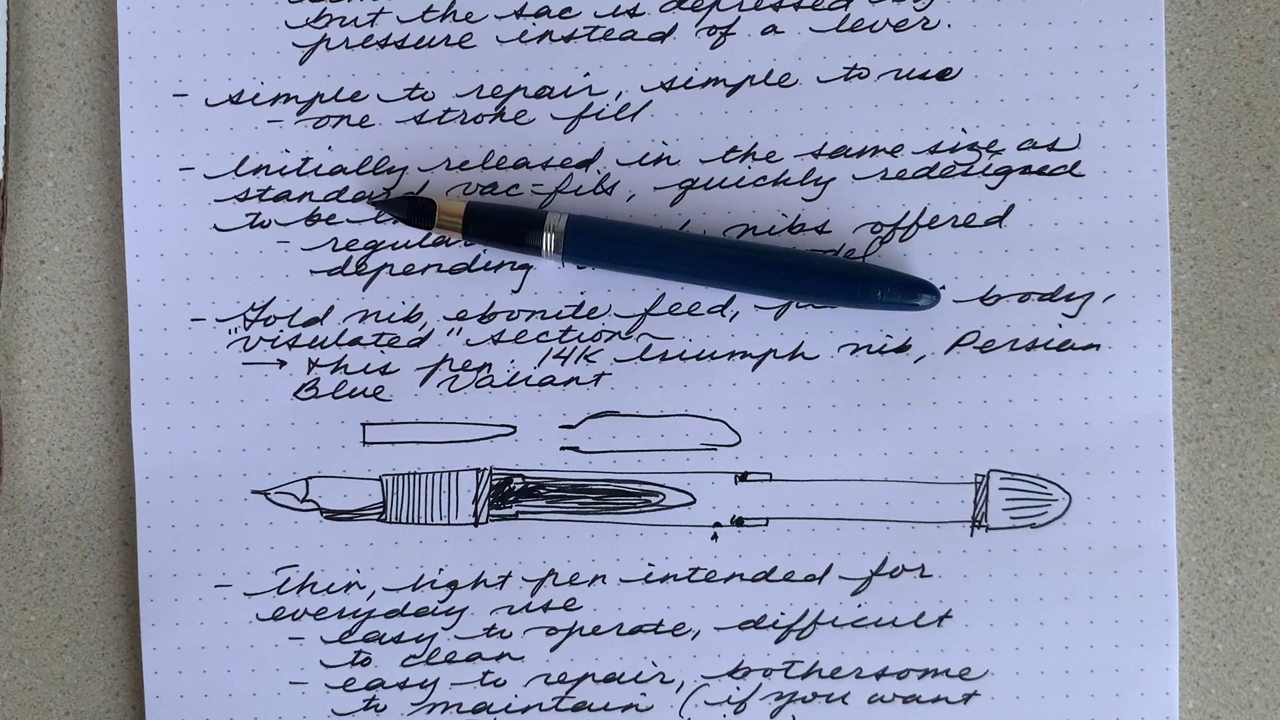 but the sac is depressed by
pressure instead of a lever.
- simple to repair, simple to use
- one stroke fill
- Initially released in the same size as
standard vac-fils, quickly redesigned
to be nibs offered
- regular
depending
- Gold nib, ebonite feed, body,
"visulated" section
→ this pen: 14K triumph nib, Persian
Blue Valiant
- Thin, light pen intended for
everyday use
- easy to operate, difficult
to clean
- easy to repair, bothersome
to maintain (if you want